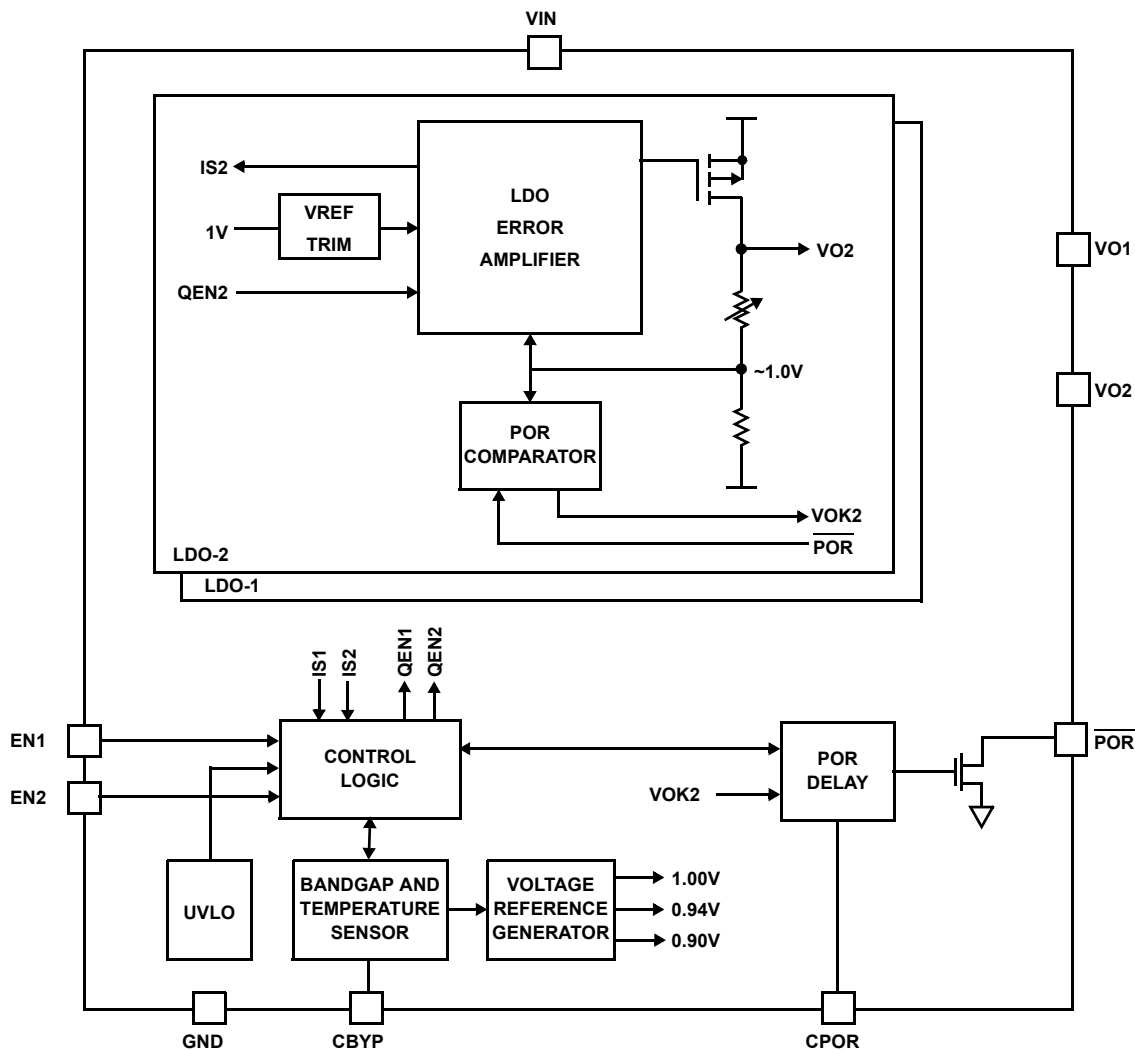 VIN
IS2
1V
QEN2
VREF
TRIM
LDO
ERROR
AMPLIFIER
VO2
~1.0V
POR
COMPARATOR
VOK2
POR
LDO-2
LDO-1
VO1
VO2
IS1
IS2
QEN1
QEN2
EN1
EN2
CONTROL
LOGIC
UVLO
BANDGAP AND
TEMPERATURE
SENSOR
VOLTAGE
REFERENCE
GENERATOR
1.00V
0.94V
0.90V
VOK2
POR
DELAY
POR
GND
CBYP
CPOR